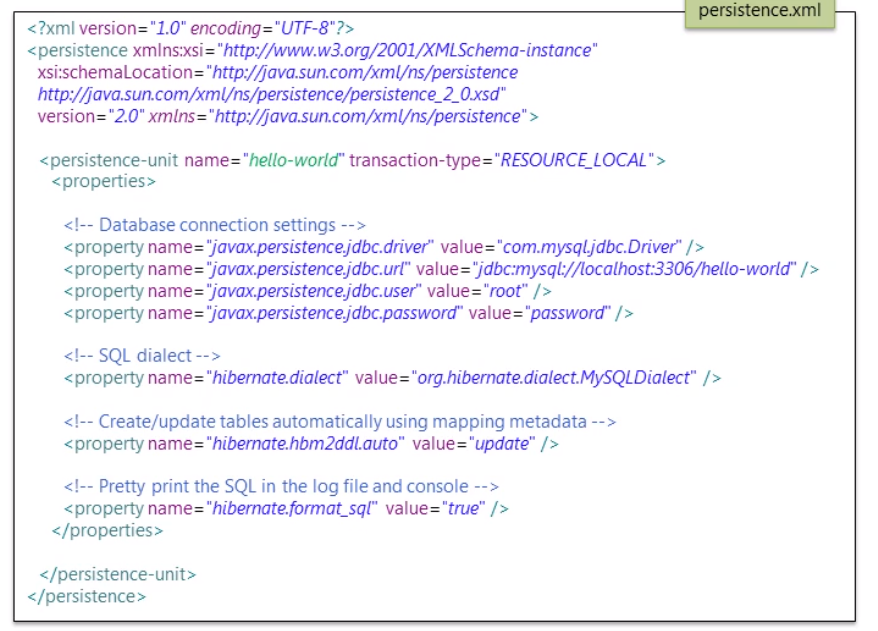 persistence.xml
<?xml version="1.0" encoding="UTF-8"?>
<persistence xmlns:xsi="http://www.w3.org/2001/XMLSchema-instance"
xsi:schemaLocation="http://java.sun.com/xml/ns/persistence
http://java.sun.com/xml/ns/persistence/persistence_2_0.xsd"
version="2.0" xmlns="http://java.sun.com/xml/ns/persistence">
<persistence-unit name="hello-world" transaction-type="RESOURCE_LOCAL">
<properties>
<!-- Database connection settings -->
<property name="javax.persistence.jdbc.driver" value="com.mysql.jdbc.Driver" />
<property name="javax.persistence.jdbc.url" value="jdbc:mysql://localhost:3306/hello-world" />
<property name="javax.persistence.jdbc.user" value="root" />
<property name="javax.persistence.jdbc.password" value="password" />
<!-- SQL dialect -->
<property name="hibernate.dialect" value="org.hibernate.dialect.MySQLDialect" />
<!-- Create/update tables automatically using mapping metadata -->
<property name="hibernate.hbm2ddl.auto" value="update" />
<!-- Pretty print the SQL in the log file and console -->
<property name="hibernate.format_sql" value="true" />
</properties>
</persistence-unit>
</persistence>